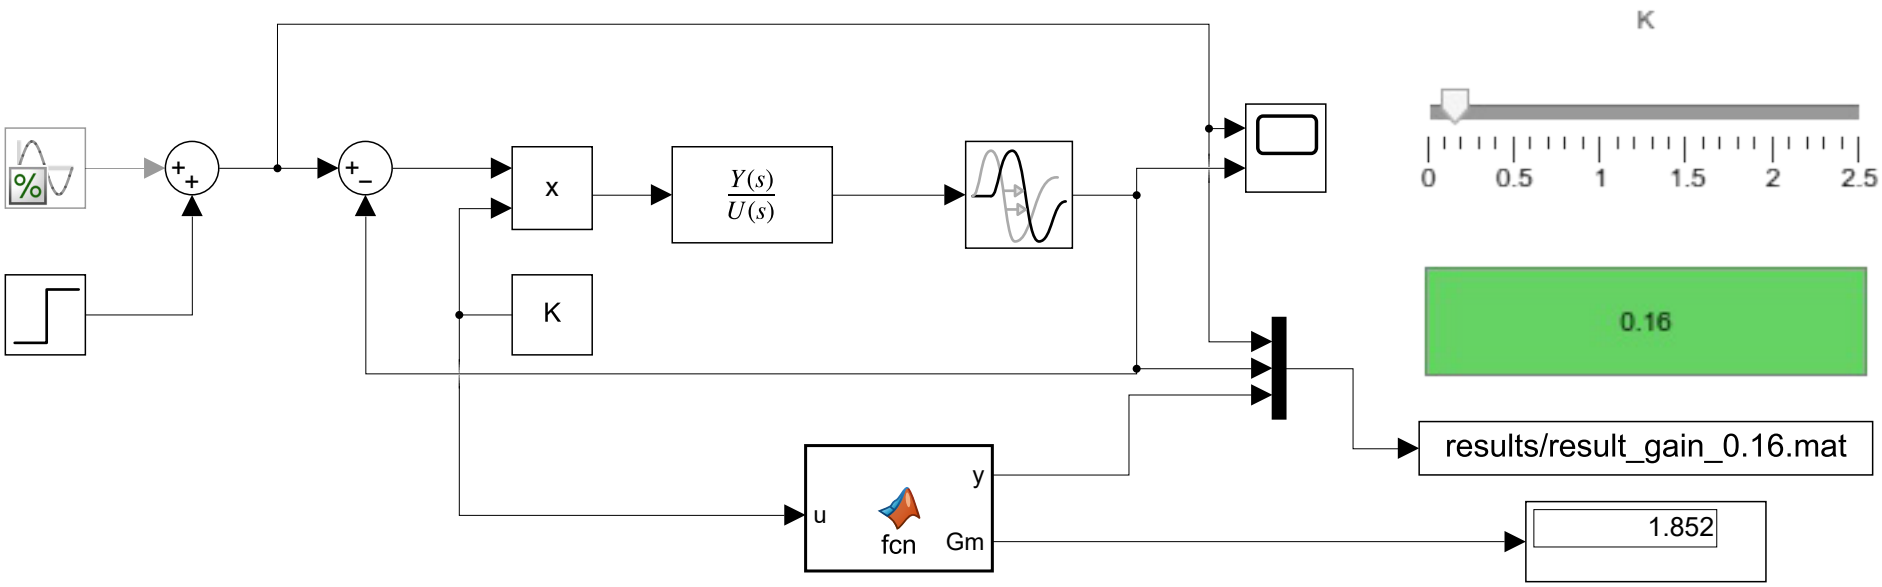 K
0 0.5 1 1.5 2 2.5
%
+
+
+
−
x
Y(s)
U(s)
K
0.16
results/result_gain_0.16.mat
y
u
fcn
Gm
1.852